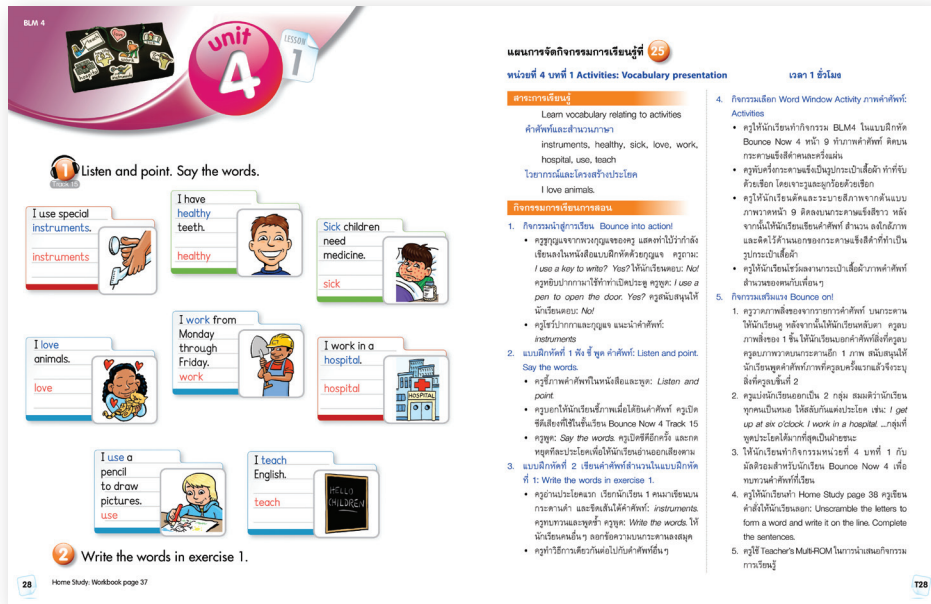 BLM 4
unit
4
LESSON
1
1 Listen and point. Say the words.
Track 15
I use special
instruments.
instruments
I have
healthy
teeth.
healthy
Sick children
need
medicine.
sick
I love
animals.
love
I work from
Monday
through
Friday.
work
I work in a
hospital.
hospital
HOSPITAL
I use a
pencil
to draw
pictures.
use
I teach
English.
teach
HELLO
CHILDREN
2 Write the words in exercise 1.
28
Home Study: Workbook page 37
แผนการจัดกิจกรรมการเรียนรู้ที่ 25
หน่วยที่ 4 บทที่ 1 Activities: Vocabulary presentation เวลา 1 ชั่วโมง
สาระการเรียนรู้
Learn vocabulary relating to activities
คำศัพท์และสำนวนภาษา
instruments, healthy, sick, love, work,
hospital, use, teach
ไวยากรณ์และโครงสร้างประโยค
I love animals.
กิจกรรมการเรียนการสอน
1. กิจกรรมนำสู่การเรียน Bounce into action!
• ครูชูกุญแจจากพวงกุญแจของครู แสดงท่าใบ้ว่ากำลัง
เขียนลงในหนังสือแบบฝึกหัดด้วยกุญแจ ครูถาม:
I use a key to write? Yes? ให้นักเรียนตอบ: No!
ครูหยิบปากกามาใช้ทำท่าเปิดประตู ครูพูด: I use a
pen to open the door. Yes? ครูสนับสนุนให้
นักเรียนตอบ: No!
• ครูโชว์ปากกาและกุญแจ แนะนำคำศัพท์:
instruments
2. แบบฝึกหัดที่ 1 ฟัง ชี้ พูด คำศัพท์: Listen and point.
Say the words.
• ครูชี้ภาพคำศัพท์ในหนังสือและพูด: Listen and
point.
• ครูบอกให้นักเรียนชี้ภาพเมื่อได้ยินคำศัพท์ ครูเปิด
ซีดีเสียงที่ใช้ในชั้นเรียน Bounce Now 4 Track 15
• ครูพูด: Say the words. ครูเปิดซีดีอีกครั้ง และกด
หยุดทีละประโยคเพื่อให้นักเรียนอ่านออกเสียงตาม
3. แบบฝึกหัดที่ 2 เขียนคำศัพท์สำนวนในแบบฝึกหัด
ที่ 1: Write the words in exercise 1.
• ครูอ่านประโยคแรก เรียกนักเรียน 1 คนมาเขียนบน
กระดานดำ และขีดเส้นใต้คำศัพท์: instruments.
ครูทบทวนและพูดซ้ำ ครูพูด: Write the words. ให้
นักเรียนคนอื่นๆ ลอกข้อความบนกระดานลงสมุด
• ครูทำวิธีการเดียวกันต่อไปกับคำศัพท์อื่นๆ
4. กิจกรรมเลือก Word Window Activity ภาพคำศัพท์:
Activities
• ครูให้นักเรียนทำกิจกรรม BLM4 ในแบบฝึกหัด
Bounce Now 4 หน้า 9 ทำภาพคำศัพท์ ติดบน
กระดาษแข็งสีดำคนละครึ่งแผ่น
• ครูพับครึ่งกระดาษแข็งเป็นรูปกระเป๋าเสื้อผ้า ทำที่จับ
ด้วยเชือก โดยเจาะรูและผูกร้อยด้วยเชือก
• ครูให้นักเรียนตัดและระบายสีภาพจากต้นแบบ
ภาพวาดหน้า 9 ติดลงบนกระดาษแข็งสีขาว หลัง
จากนั้นให้นักเรียนเขียนคำศัพท์ สำนวน ลงใกล้ภาพ
และติดไว้ด้านนอกของกระดาษแข็งสีดำที่ทำเป็น
รูปกระเป๋าเสื้อผ้า
• ครูให้นักเรียนโชว์ผลงานกระเป๋าเสื้อผ้าภาพคำศัพท์
สำนวนของตนกับเพื่อนๆ
5. กิจกรรมเสริมแรง Bounce on!
1. ครูวาดภาพสิ่งของจากรายการคำศัพท์ บนกระดาน
ให้นักเรียนดู หลังจากนั้นให้นักเรียนหลับตา ครูลบ
ภาพสิ่งของ 1 ชิ้น ให้นักเรียนบอกคำศัพท์สิ่งที่ครูลบ
ครูลบภาพวาดบนกระดานอีก 1 ภาพ สนับสนุนให้
นักเรียนพูดคำศัพท์ภาพที่ครูลบครั้งแรกแล้วจึงระบุ
สิ่งที่ครูลบชิ้นที่ 2
2. ครูแบ่งนักเรียนออกเป็น 2 กลุ่ม สมมติว่านักเรียน
ทุกคนเป็นหมอ ให้สลับกันแต่งประโยค เช่น: I get
up at six o'clock. I work in a hospital. ...กลุ่มที่
พูดประโยคได้มากที่สุดเป็นฝ่ายชนะ
3. ให้นักเรียนทำกิจกรรมหน่วยที่ 4 บทที่ 1 กับ
มัลติรอมสำหรับนักเรียน Bounce Now 4 เพื่อ
ทบทวนคำศัพท์ที่เรียน
4. ครูให้นักเรียนทำ Home Study page 38 ครูเขียน
คำสั่งให้นักเรียนลอก: Unscramble the letters to
form a word and write it on the line. Complete
the sentences.
5. ครูใช้ Teacher's Multi-ROM ในการนำเสนอกิจกรรม
การเรียนรู้
T28